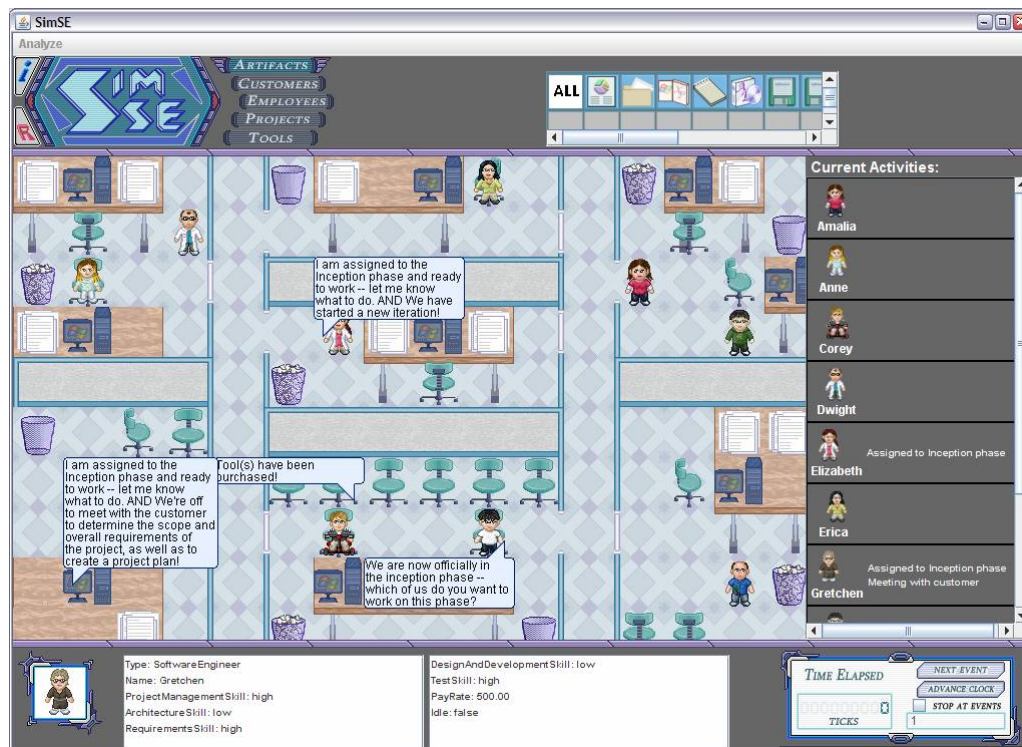 SimSE
Analyze
i
R
SIM
SE
ARTIFACTS
CUSTOMERS
EMPLOYEES
PROJECTS
TOOLS
ALL
Current Activities:
Amalia
Anne
Corey
Dwight
Elizabeth
Assigned to Inception phase
Erica
Gretchen
Assigned to Inception phase
Meeting with customer
I am assigned to the
Inception phase and ready
to work -- let me know
what to do. AND We have
started a new iteration!
I am assigned to the
Inception phase and ready
to work -- let me know
what to do. AND We're off
to meet with the customer
to determine the scope and
overall requirements of
the project, as well as to
create a project plan!
Tool(s) have been
purchased!
We are now officially in
the inception phase --
which of us do you want to
work on this phase?
Type: SoftwareEngineer
Name: Gretchen
ProjectManagementSkill: high
ArchitectureSkill: low
RequirementsSkill: high
DesignAndDevelopmentSkill: low
TestSkill: high
PayRate: 500.00
Idle: false
TIME ELAPSED
0
TICKS
NEXT EVENT
ADVANCE CLOCK
STOP AT EVENTS
1